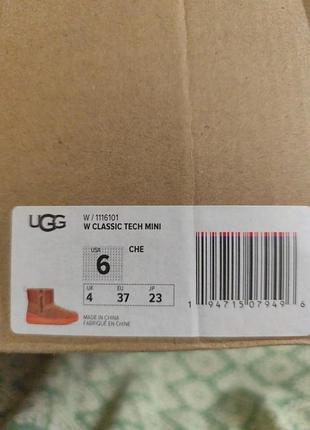 UGG
W / 1116101
W CLASSIC TECH MINI
USA
6
CHE
UK EU JP
4 37 23
MADE IN CHINA
FABRIQUÉ EN CHINE
1 94715 07949 6